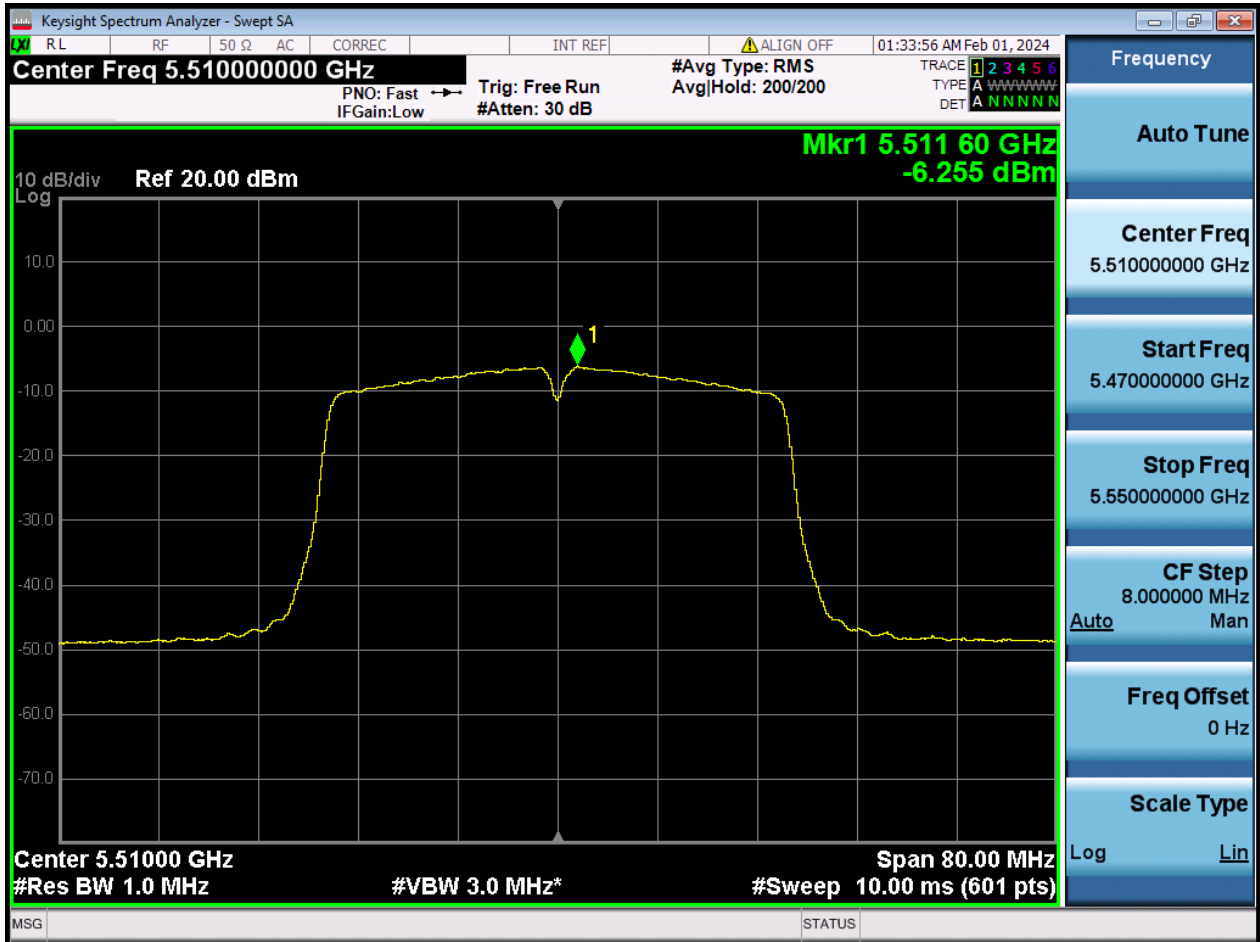 Keysight Spectrum Analyzer - Swept SA
LXI RL RF 50 Ω AC CORREC INT REF ALIGN OFF 01:33:56 AM Feb 01, 2024
Center Freq 5.510000000 GHz
PNO: Fast
IFGain:Low
Trig: Free Run
#Atten: 30 dB
#Avg Type: RMS
Avg|Hold: 200/200
TRACE 1 2 3 4 5 6
TYPE A WWWWW
DET A N N N N N
Mkr1 5.511 60 GHz
-6.255 dBm
10 dB/div Ref 20.00 dBm
Log
10.0
0.00
-10.0
-20.0
-30.0
-40.0
-50.0
-60.0
-70.0
1
Center 5.51000 GHz Span 80.00 MHz
#Res BW 1.0 MHz #VBW 3.0 MHz* #Sweep 10.00 ms (601 pts)
MSG STATUS
Frequency
Auto Tune
Center Freq
5.510000000 GHz
Start Freq
5.470000000 GHz
Stop Freq
5.550000000 GHz
CF Step
8.000000 MHz
Auto Man
Freq Offset
0 Hz
Scale Type
Log Lin